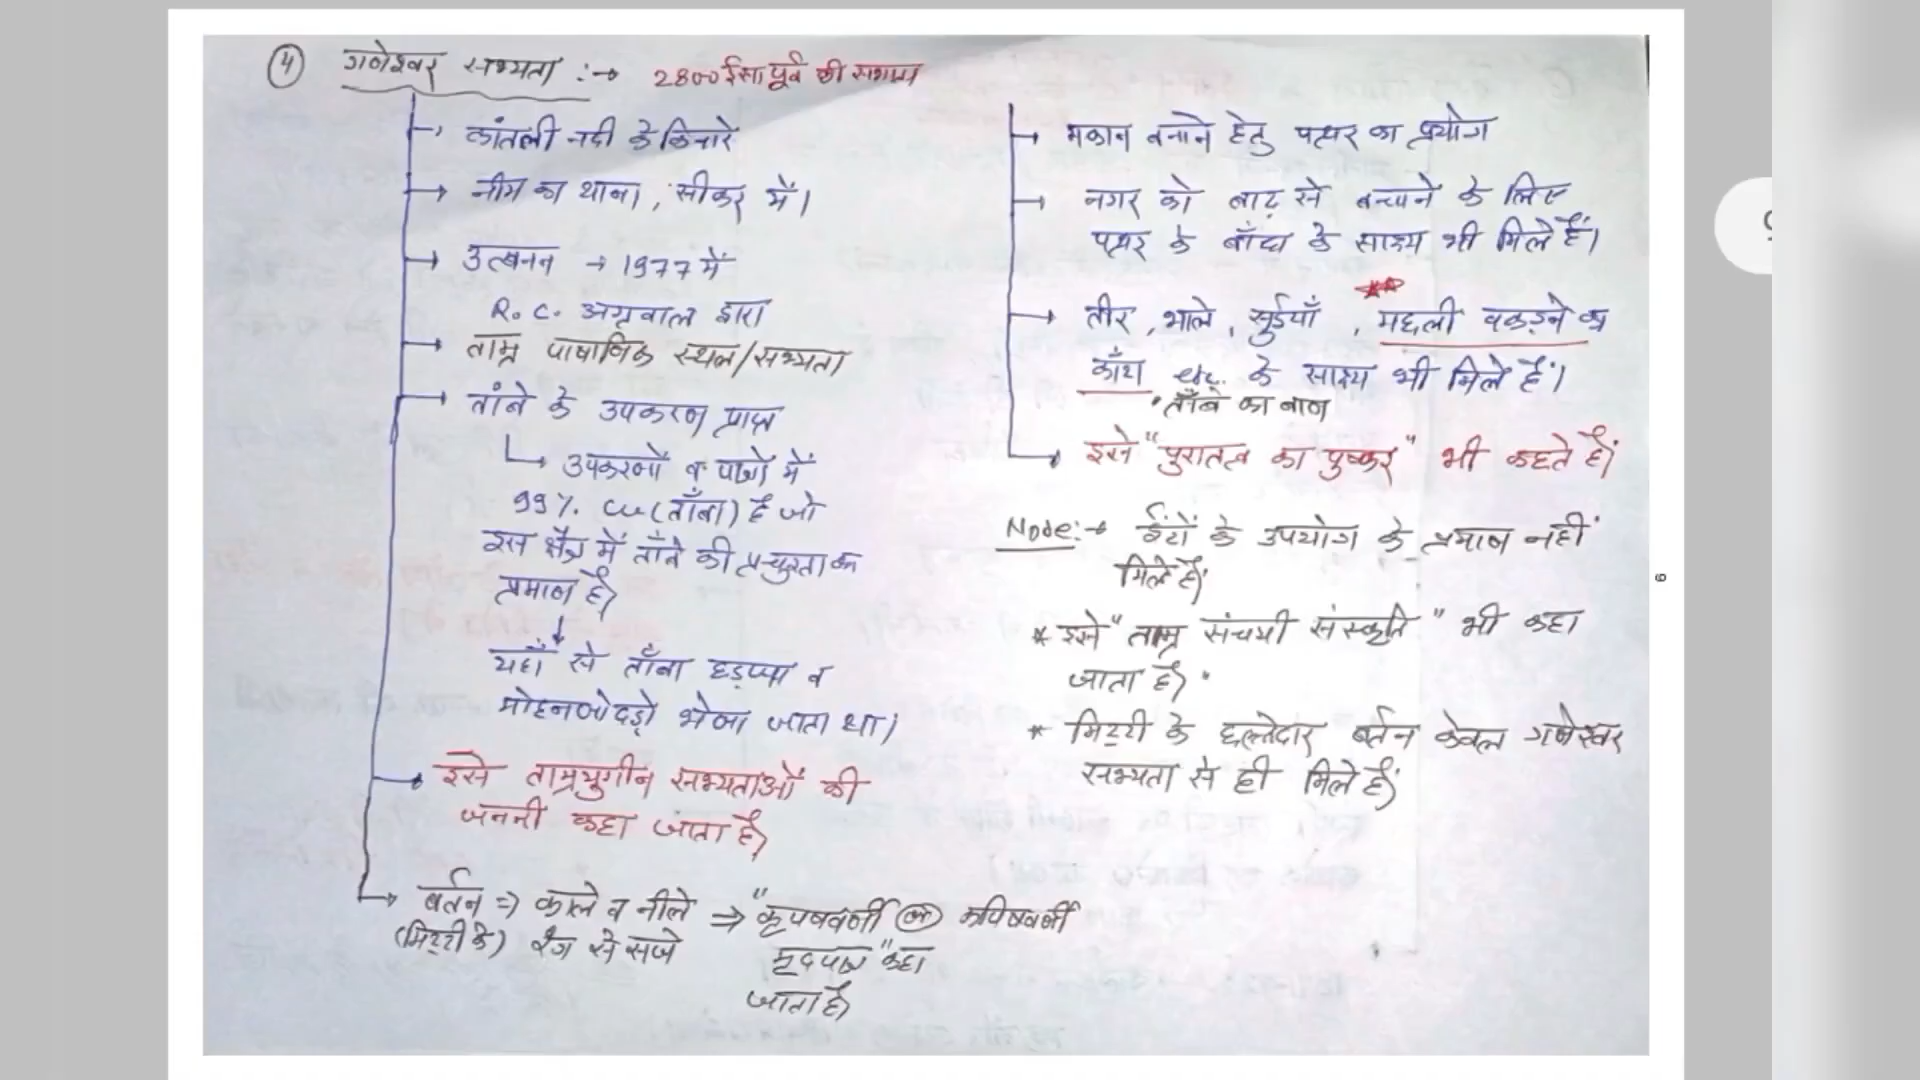 ④ गणेश्वर सभ्यता :→ 2800 ईसा पूर्व की सभ्यता
→ कांतली नदी के किनारे
→ नीम का थाना, सीकर में।
→ उत्खनन → 1977 में
R. C. अग्रवाल द्वारा
→ ताम्र पाषाणिक स्थल/सभ्यता
→ तांबे के उपकरण प्राप्त
↳ उपकरणों व पात्रों में
99% Cu (ताँबा) है जो
इस क्षेत्र में ताँबे की प्रचुरता का
प्रमाण है।
↓
यहाँ से ताँबा हड़प्पा व
मोहनजोदड़ो भेजा जाता था।
→ इसे ताम्रयुगीन सभ्यताओं की
जननी कहा जाता है।
→ बर्तन ⇒ काले व नीले ⇒ "कृपषवर्णी or कपिषवर्णी
(मिट्टी के) रंग से सजे मृदपात्र" कहा
जाता है।
→ मकान बनाने हेतु पत्थर का प्रयोग
→ नगर को बाढ़ से बचाने के लिए
पत्थर के बाँध के साक्ष्य भी मिले हैं।
→ तीर, भाले, सुईयाँ, मछली पकड़ने का
काँटा etc. के साक्ष्य भी मिले हैं।
• ताँबे का बाण
→ इसे "पुरातत्व का पुष्कर" भी कहते हैं।
Node:→ ईंटों के उपयोग के प्रमाण नहीं
मिले हैं।
* इसे "ताम्र संचयी संस्कृति" भी कहा
जाता है।
* मिट्टी के छल्लेदार बर्तन केवल गणेश्वर
सभ्यता से ही मिले हैं।
9